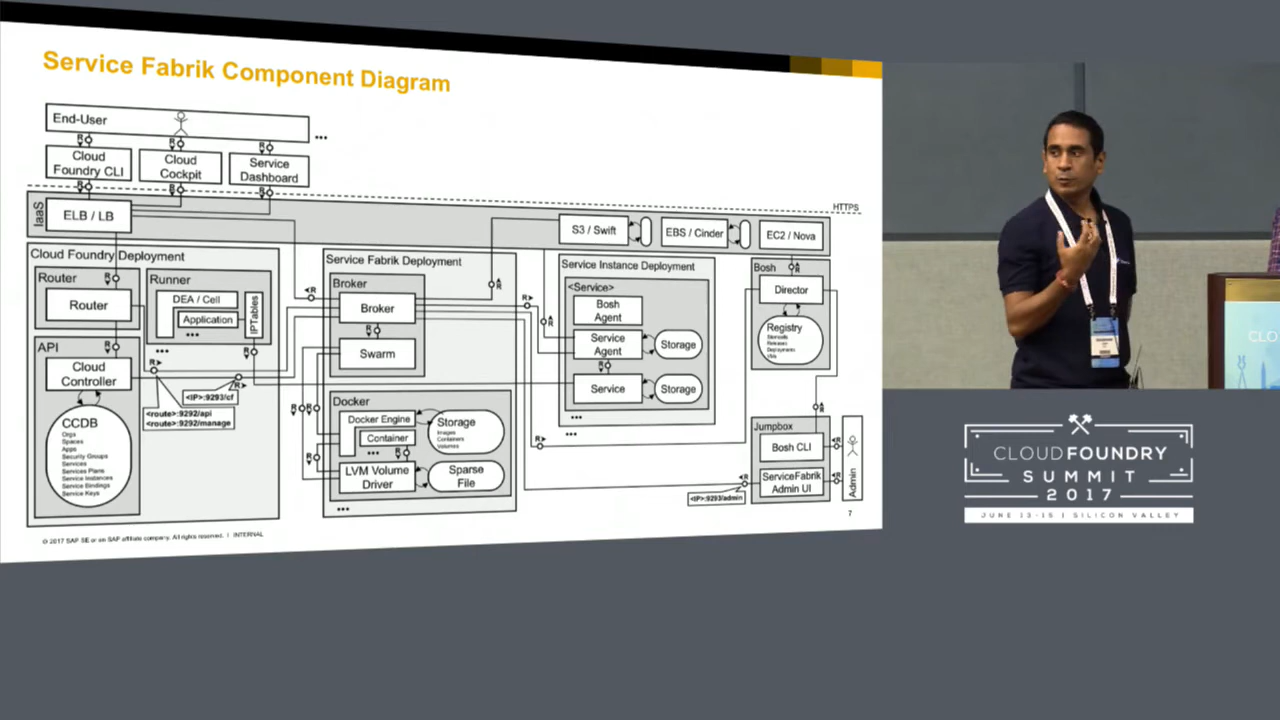 Service Fabrik Component Diagram
End-User
...
Cloud
Foundry CLI
Cloud
Cockpit
Service
Dashboard
HTTPS
IaaS
ELB / LB
S3 / Swift
EBS / Cinder
EC2 / Nova
Cloud Foundry Deployment
Router
Router
Runner
DEA / Cell
Application
...
IPTables
...
API
Cloud
Controller
CCDB
Orgs
Spaces
Apps
Security Groups
Services
Services Plans
Service Instances
Service Bindings
Service Keys
<IP>:9293/cf
<route>:9292/api
<route>:9292/manage
Service Fabrik Deployment
Broker
Broker
Swarm
Docker
Docker Engine
Container
...
LVM Volume
Driver
Storage
Images
Containers
Volumes
Sparse
File
...
Service Instance Deployment
<Service>
Bosh
Agent
Service
Agent
Storage
Service
Storage
...
...
Bosh
Director
Registry
Stemcells
Releases
Deployments
VMs
Jumpbox
Bosh CLI
ServiceFabrik
Admin UI
Admin
<IP>:9293/admin
7
© 2017 SAP SE or an SAP affiliate company. All rights reserved. | INTERNAL
CLOUD FOUNDRY
SUMMIT
2017
JUNE 13-15 | SILICON VALLEY
CLO